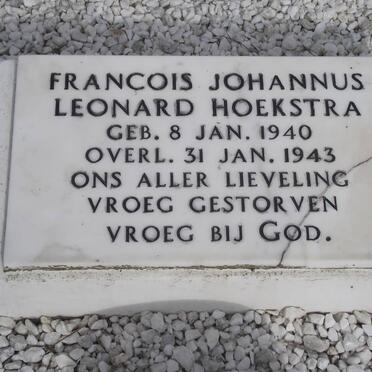 FRANCOIS JOHANNUS
LEONARD HOEKSTRA
GEB. 8 JAN. 1940
OVERL. 31 JAN. 1943
ONS ALLER LIEVELING
VROEG GESTORVEN
VROEG BIJ GOD.